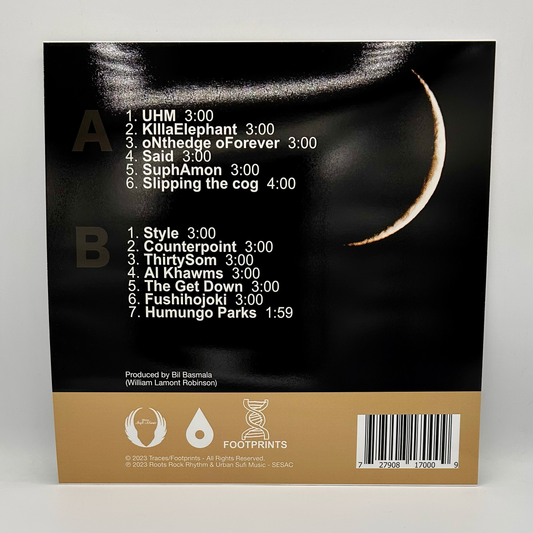 A
1. UHM 3:00
2. KIllaElephant 3:00
3. oNthedge oForever 3:00
4. Said 3:00
5. SuphAmon 3:00
6. Slipping the cog 4:00
B
1. Style 3:00
2. Counterpoint 3:00
3. ThirtySom 3:00
4. Al Khawms 3:00
5. The Get Down 3:00
6. Fushihojoki 3:00
7. Humungo Parks 1:59
Produced by Bil Basmala
(William Lamont Robinson)
FOOTPRINTS
© 2023 Traces/Footprints - All Rights Reserved.
℗ 2023 Roots Rock Rhythm & Urban Sufi Music - SESAC
7 27908 17000 9